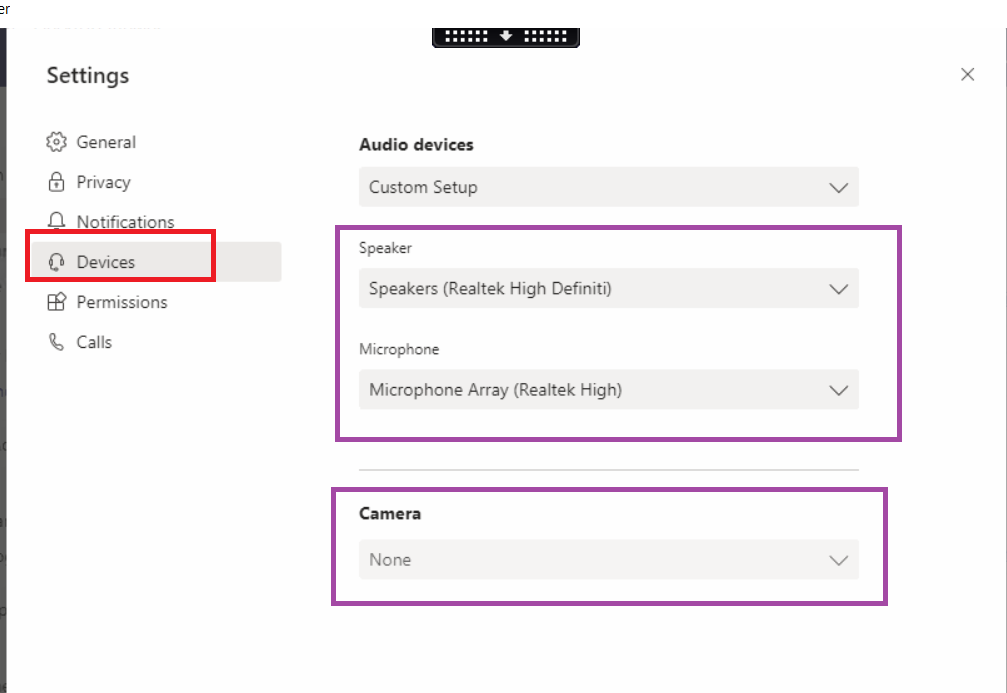 er
Settings
General
Privacy
Notifications
Devices
Permissions
Calls
Audio devices
Custom Setup
Speaker
Speakers (Realtek High Definiti)
Microphone
Microphone Array (Realtek High)
Camera
None